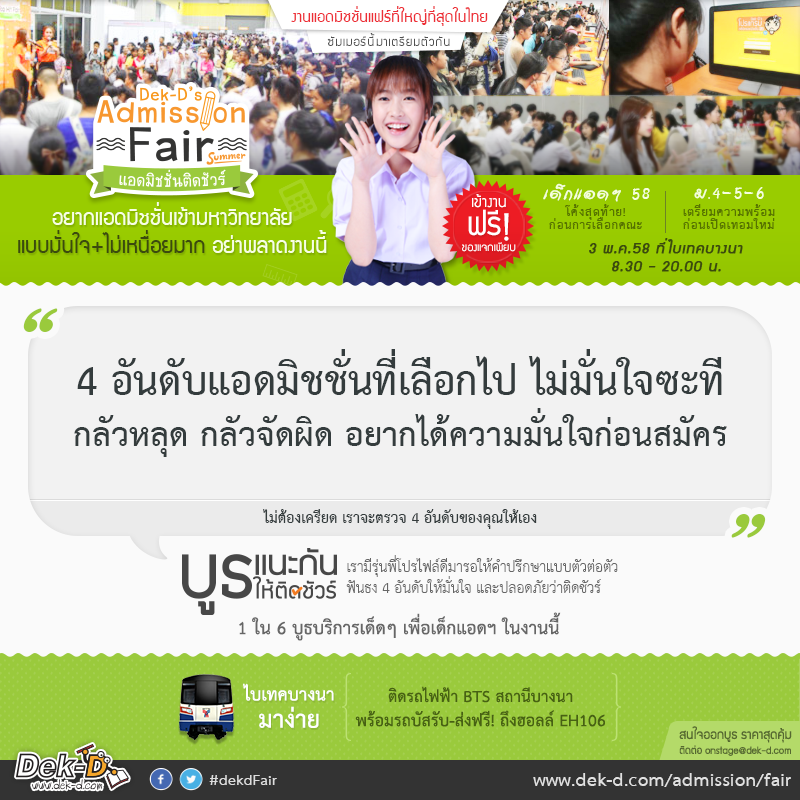 งานแอดมิชชั่นแฟร์ที่ใหญ่ที่สุดในไทย
ซัมเมอร์นี้มาเตรียมตัวกัน
Dek-D's
Admission
Fair
Summer
แอดมิชชั่นติดชัวร์
อยากแอดมิชชั่นเข้ามหาวิทยาลัย
แบบมั่นใจ+ไม่เหนื่อยมาก อย่าพลาดงานนี้
เข้างาน
ฟรี!
ของแจกเพียบ
เด็กแอดฯ 58
โค้งสุดท้าย!
ก่อนการเลือกคณะ
ม.4-5-6
เตรียมความพร้อม
ก่อนเปิดเทอมใหม่
3 พ.ค.58 ที่ไบเทคบางนา
8.30 - 20.00 น.
“
4 อันดับแอดมิชชั่นที่เลือกไป ไม่มั่นใจซะที
กลัวหลุด กลัวจัดผิด อยากได้ความมั่นใจก่อนสมัคร
ไม่ต้องเครียด เราจะตรวจ 4 อันดับของคุณให้เอง
”
บูธแนะกันให้ติดชัวร์
เรามีรุ่นพี่โปรไฟล์ดีมารอให้คำปรึกษาแบบตัวต่อตัว
ฟันธง 4 อันดับให้มั่นใจ และปลอดภัยว่าติดชัวร์
1 ใน 6 บูธบริการเด็ดๆ เพื่อเด็กแอดฯ ในงานนี้
ไบเทคบางนา
มาง่าย
ติดรถไฟฟ้า BTS สถานีบางนา
พร้อมรถบัสรับ-ส่งฟรี! ถึงฮอลล์ EH106
สนใจออกบูธ ราคาสุดคุ้ม
ติดต่อ onstage@dek-d.com
Dek-D
www.dek-d.com
#dekdFair
www.dek-d.com/admission/fair